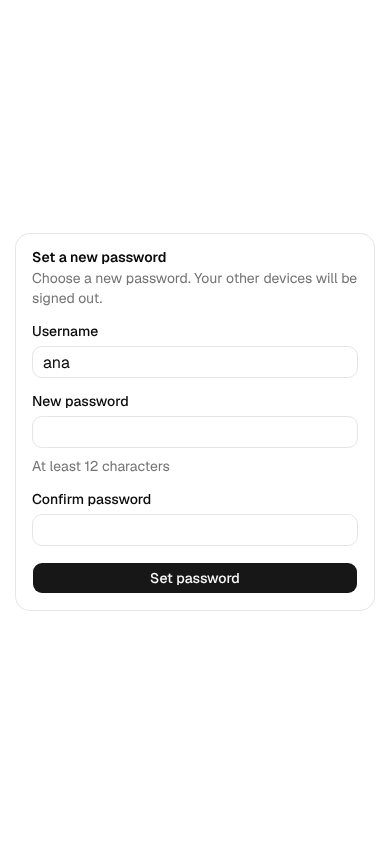 Set a new password
Choose a new password. Your other devices will be
signed out.
Username
ana
New password
At least 12 characters
Confirm password
Set password